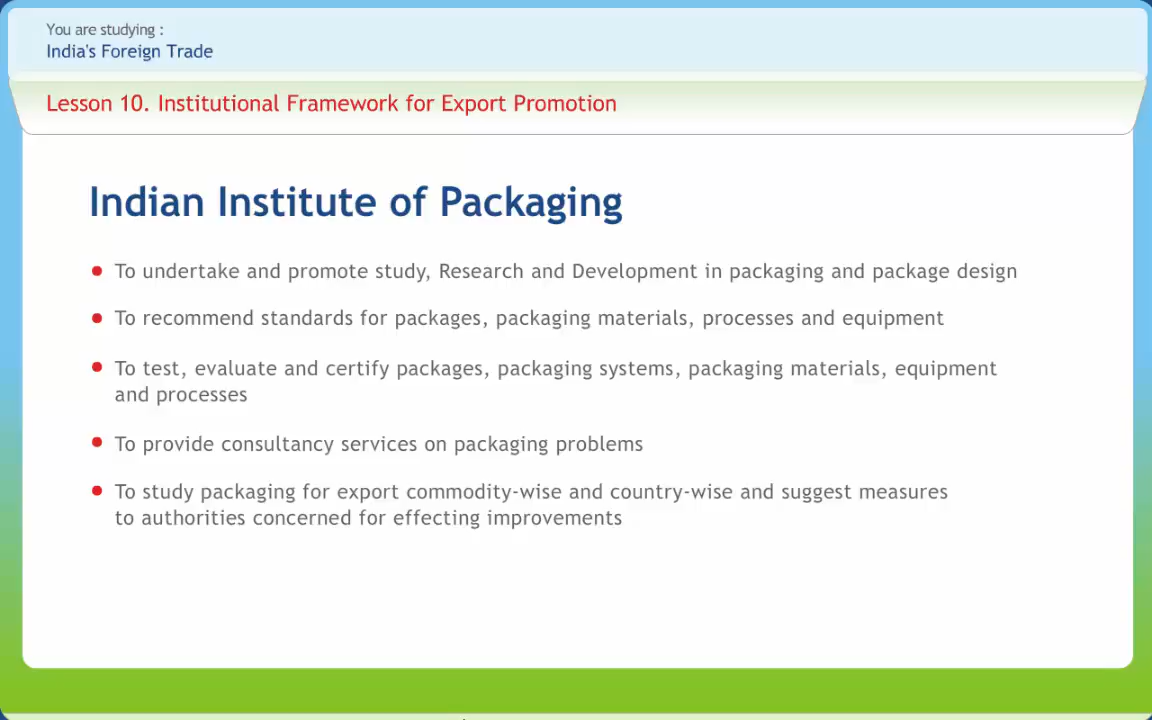 You are studying :
India's Foreign Trade
Lesson 10. Institutional Framework for Export Promotion
Indian Institute of Packaging
• To undertake and promote study, Research and Development in packaging and package design
• To recommend standards for packages, packaging materials, processes and equipment
• To test, evaluate and certify packages, packaging systems, packaging materials, equipment
and processes
• To provide consultancy services on packaging problems
• To study packaging for export commodity-wise and country-wise and suggest measures
to authorities concerned for effecting improvements